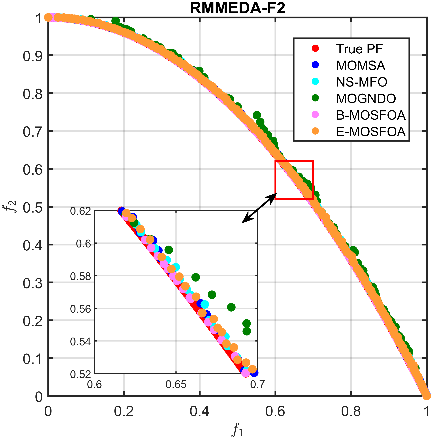 RMMEDA-F2
1
0.9
0.8
0.7
0.6
0.5
0.4
0.3
0.2
0.1
0
f2
True PF
MOMSA
NS-MFO
MOGNDO
B-MOSFOA
E-MOSFOA
0.62
0.6
0.58
0.56
0.54
0.52
0.6 0.65 0.7
0 0.2 0.4 0.6 0.8 1
f1